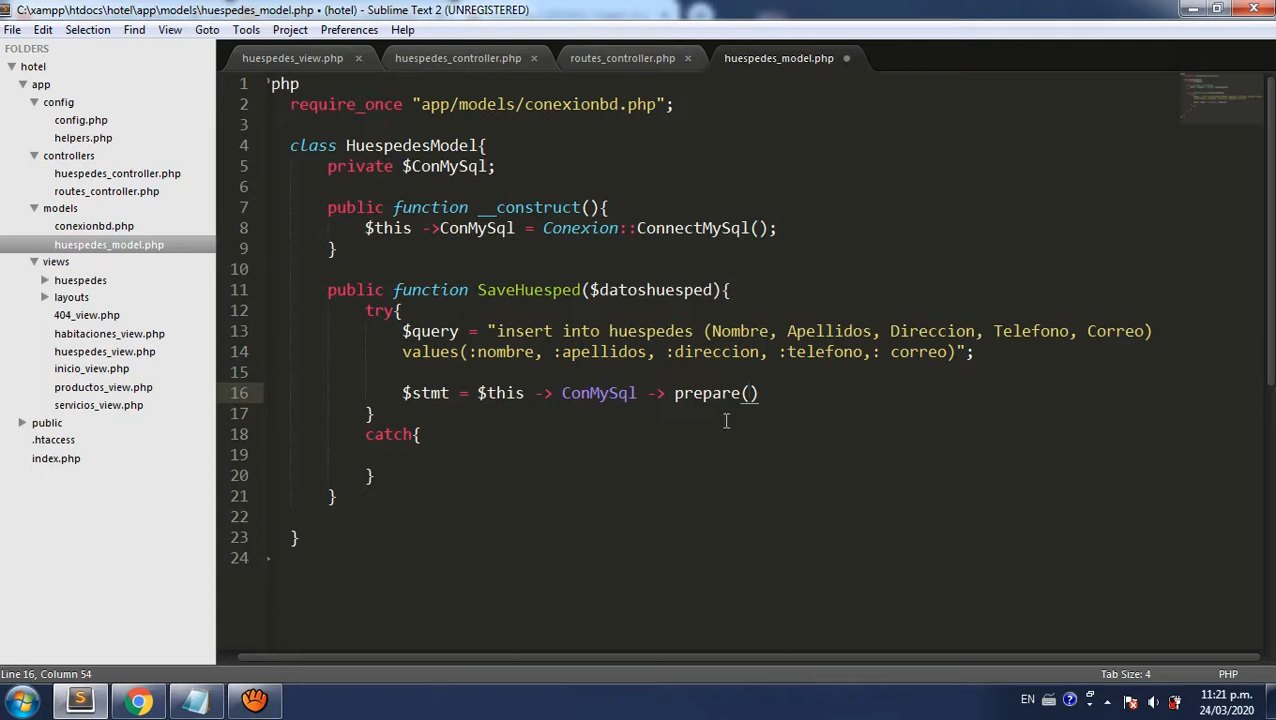 C:\xampp\htdocs\hotel\app\models\huespedes_model.php • (hotel) - Sublime Text 2 (UNREGISTERED)
File Edit Selection Find View Goto Tools Project Preferences Help
FOLDERS
hotel
app
config
config.php
helpers.php
controllers
huespedes_controller.php
routes_controller.php
models
conexionbd.php
huespedes_model.php
views
huespedes
layouts
404_view.php
habitaciones_view.php
huespedes_view.php
inicio_view.php
productos_view.php
servicios_view.php
public
.htaccess
index.php
huespedes_view.php × huespedes_controller.php × routes_controller.php × huespedes_model.php
1 php
2 require_once "app/models/conexionbd.php";
3
4 class HuespedesModel{
5 private $ConMySql;
6
7 public function __construct(){
8 $this ->ConMySql = Conexion::ConnectMySql();
9 }
10
11 public function SaveHuesped($datoshuesped){
12 try{
13 $query = "insert into huespedes (Nombre, Apellidos, Direccion, Telefono, Correo)
14 values(:nombre, :apellidos, :direccion, :telefono,: correo)";
15
16 $stmt = $this -> ConMySql -> prepare()
17 }
18 catch{
19
20 }
21 }
22
23 }
24
Line 16, Column 54 Tab Size: 4 PHP
EN 11:21 p.m.
24/03/2020